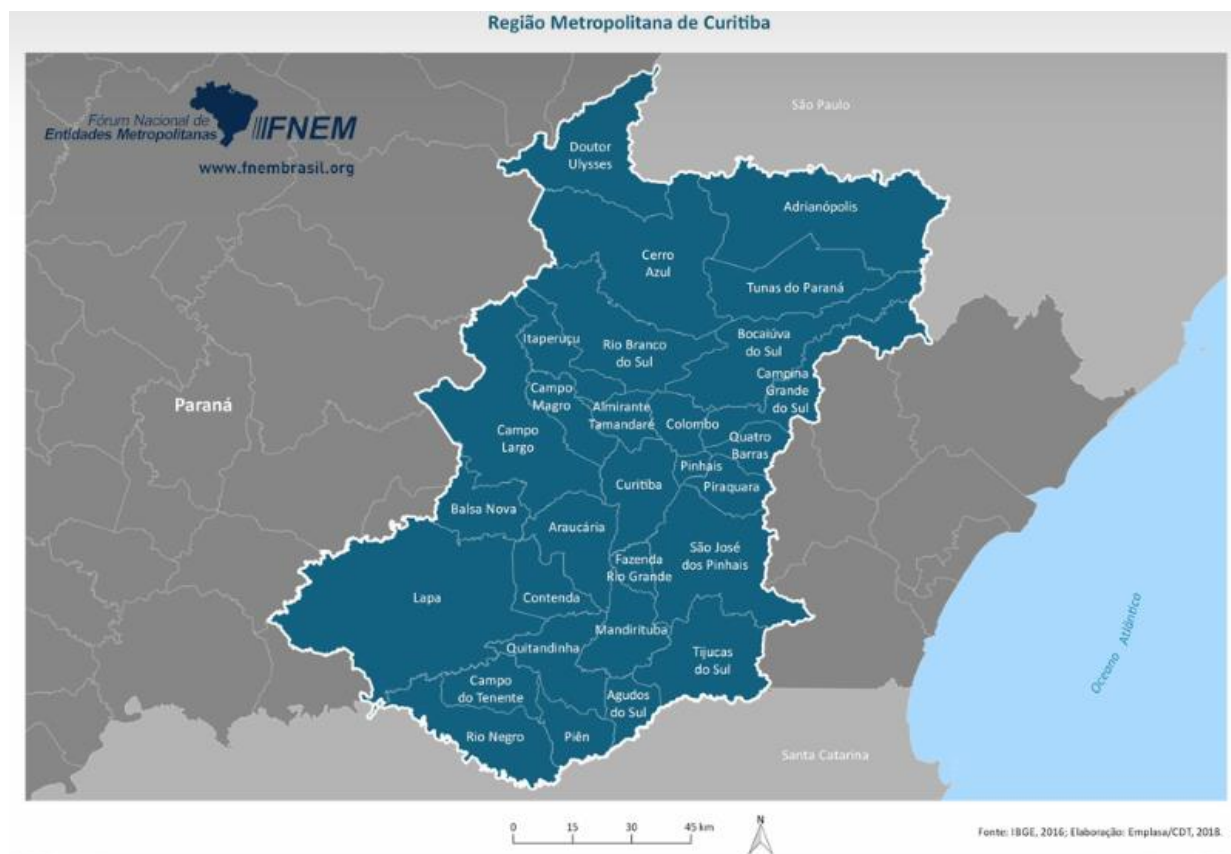 Região Metropolitana de Curitiba
Fórum Nacional de
Entidades Metropolitanas
FNEM
www.fnembrasil.org
São Paulo
Doutor
Ulysses
Adrianópolis
Cerro
Azul
Tunas do Paraná
Itaperuçu
Rio Branco
do Sul
Bocaiúva
do Sul
Campina
Grande
do Sul
Campo
Magro
Almirante
Tamandaré
Colombo
Quatro
Barras
Paraná
Campo
Largo
Pinhais
Curitiba
Piraquara
Balsa Nova
Araucária
Fazenda
Rio Grande
São José
dos Pinhais
Lapa
Contenda
Mandirituba
Quitandinha
Tijucas
do Sul
Campo
do Tenente
Agudos
do Sul
Rio Negro
Piên
Oceano Atlântico
Santa Catarina
0 15 30 45 km
N
Fonte: IBGE, 2016; Elaboração: Emplasa/CDT, 2018.